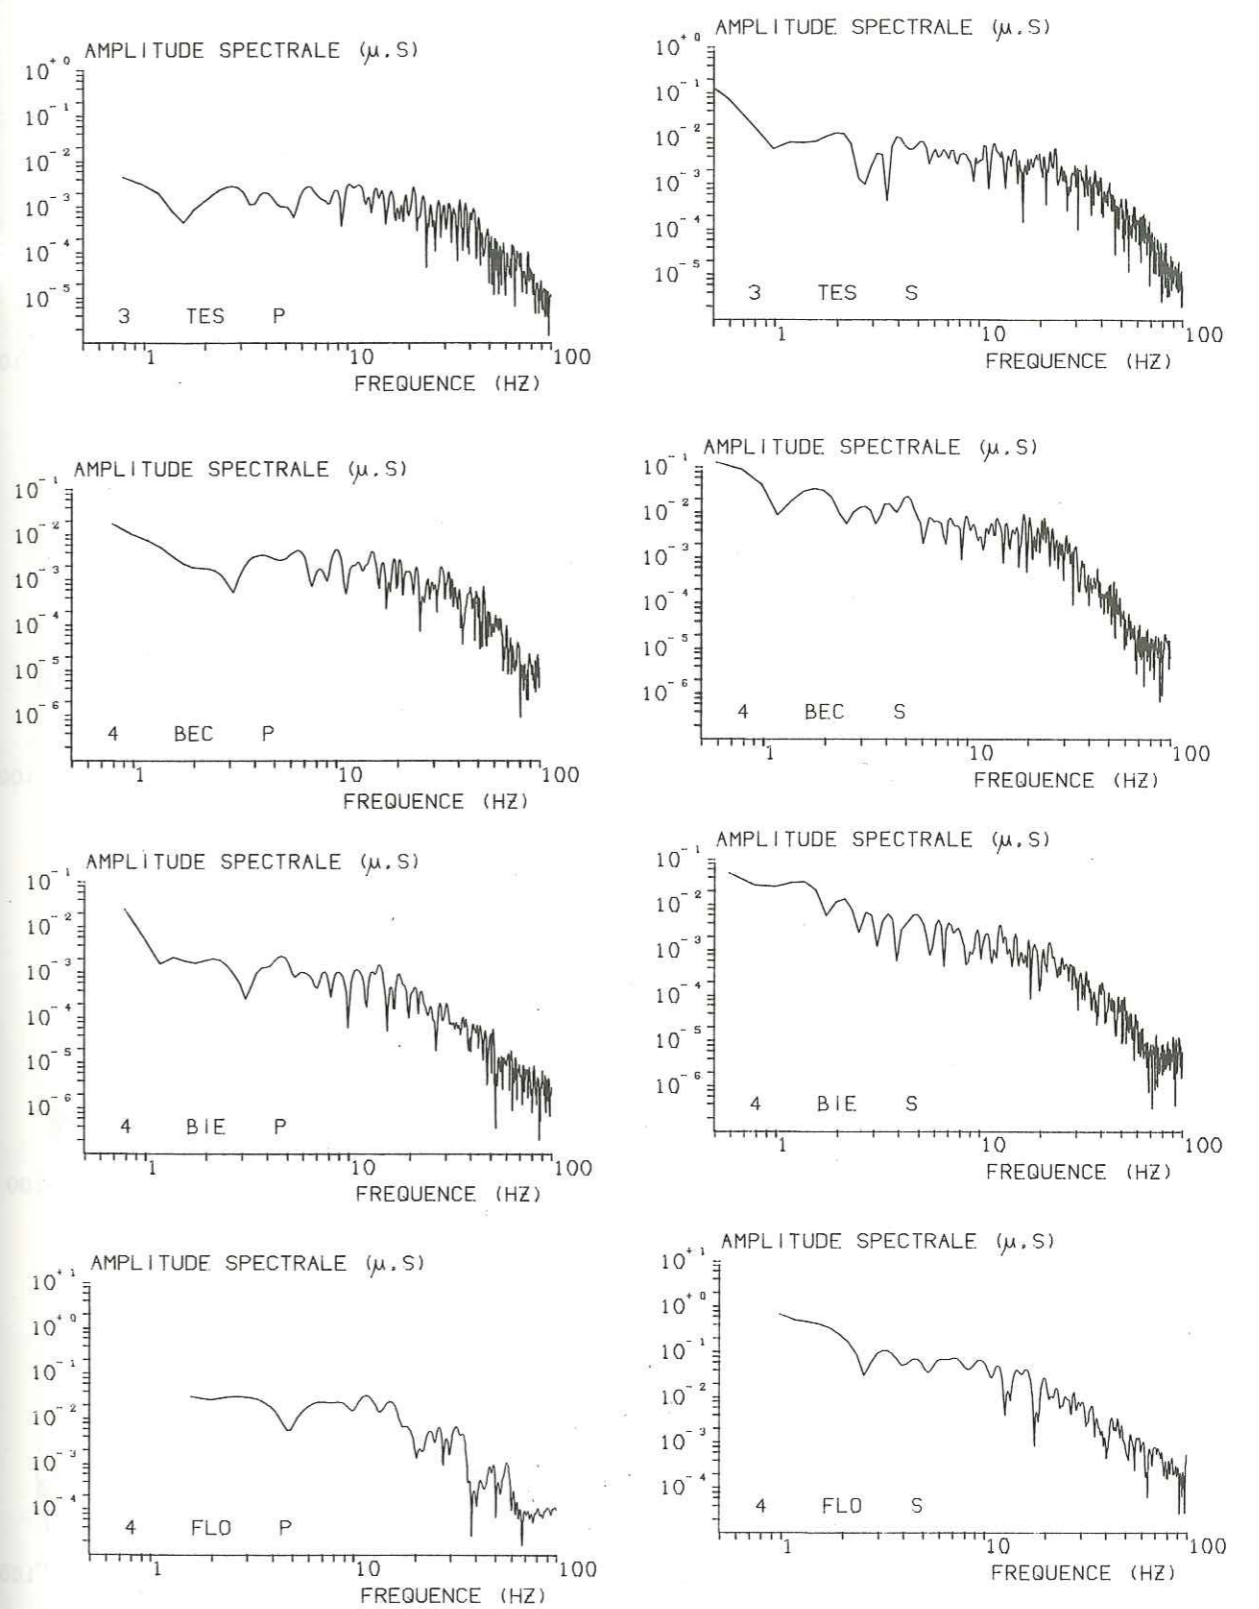 AMPLITUDE SPECTRALE (μ.S)
10⁺⁰
10⁻¹
10⁻²
10⁻³
10⁻⁴
10⁻⁵
3 TES P
1 10 100
FREQUENCE (HZ)
AMPLITUDE SPECTRALE (μ.S)
10⁺⁰
10⁻¹
10⁻²
10⁻³
10⁻⁴
10⁻⁵
3 TES S
1 10 100
FREQUENCE (HZ)
AMPLITUDE SPECTRALE (μ.S)
10⁻¹
10⁻²
10⁻³
10⁻⁴
10⁻⁵
10⁻⁶
4 BEC P
1 10 100
FREQUENCE (HZ)
AMPLITUDE SPECTRALE (μ.S)
10⁻¹
10⁻²
10⁻³
10⁻⁴
10⁻⁵
10⁻⁶
4 BEC S
1 10 100
FREQUENCE (HZ)
AMPLITUDE SPECTRALE (μ.S)
10⁻¹
10⁻²
10⁻³
10⁻⁴
10⁻⁵
10⁻⁶
4 BIE P
1 10 100
FREQUENCE (HZ)
AMPLITUDE SPECTRALE (μ.S)
10⁻¹
10⁻²
10⁻³
10⁻⁴
10⁻⁵
10⁻⁶
4 BIE S
1 10 100
FREQUENCE (HZ)
AMPLITUDE SPECTRALE (μ.S)
10⁺¹
10⁺⁰
10⁻¹
10⁻²
10⁻³
10⁻⁴
4 FLO P
1 10 100
FREQUENCE (HZ)
AMPLITUDE SPECTRALE (μ.S)
10⁺¹
10⁺⁰
10⁻¹
10⁻²
10⁻³
10⁻⁴
4 FLO S
1 10 100
FREQUENCE (HZ)